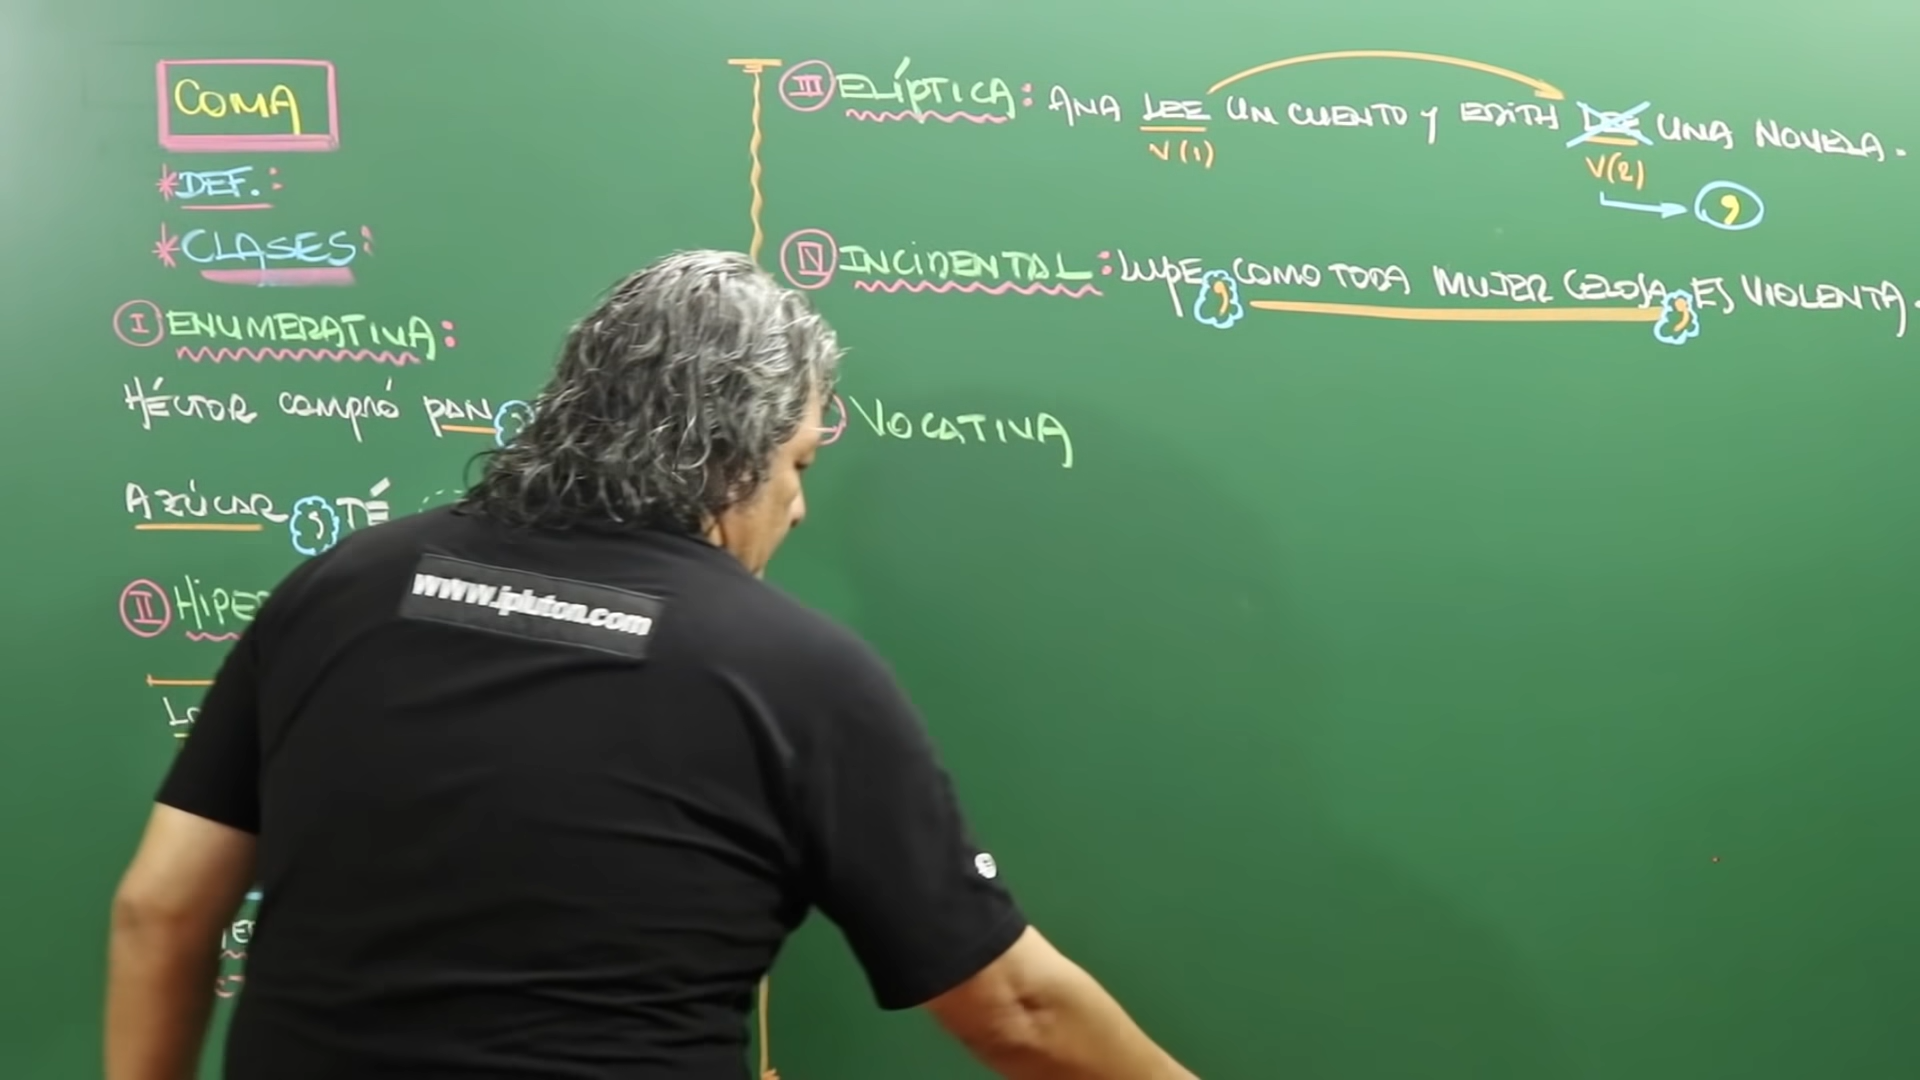 COMA
*DEF.:
*CLASES:
I ENUMERATIVA:
HÉCTOR COMPRÓ PAN,
AZÚCAR, TÉ
II HIPE
III ELÍPTICA: ANA LEE UN CUENTO Y EDITH LEE UNA NOVELA.
V(1)
V(2)
,
IV INCIDENTAL: LUPE, COMO TODA MUJER CELOSA, ES VIOLENTA.
VOCATIVA
www.ipluton.com